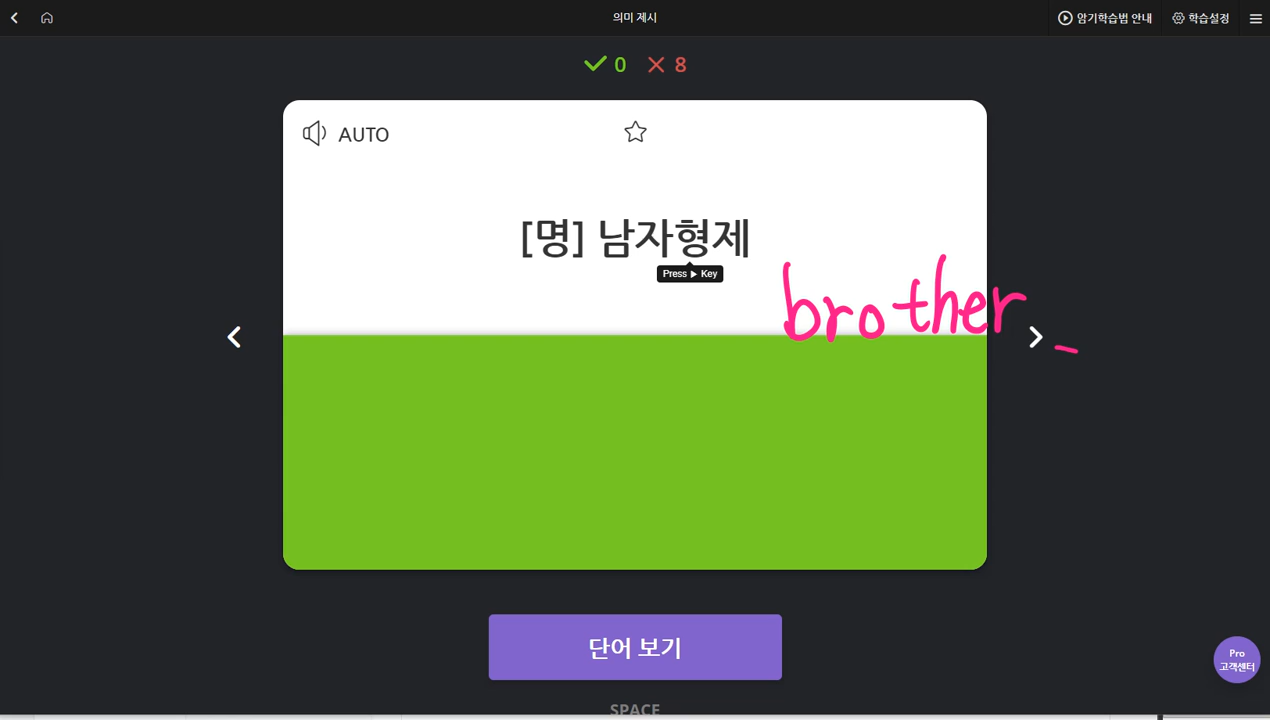 의미 제시
암기학습법 안내
학습설정
0 8
AUTO
[명] 남자형제
Press ▶ Key
brother
단어 보기
Pro
고객센터
SPACE